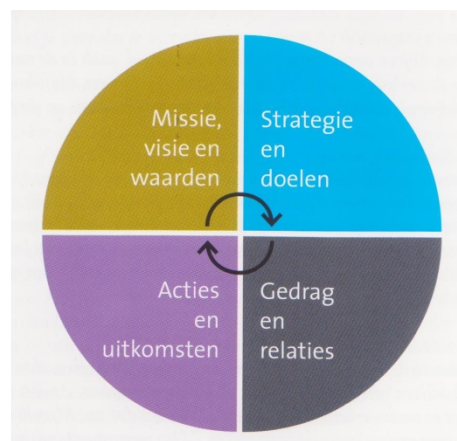 Missie,
visie en
waarden
Strategie
en
doelen
Acties
en
uitkomsten
Gedrag
en
relaties